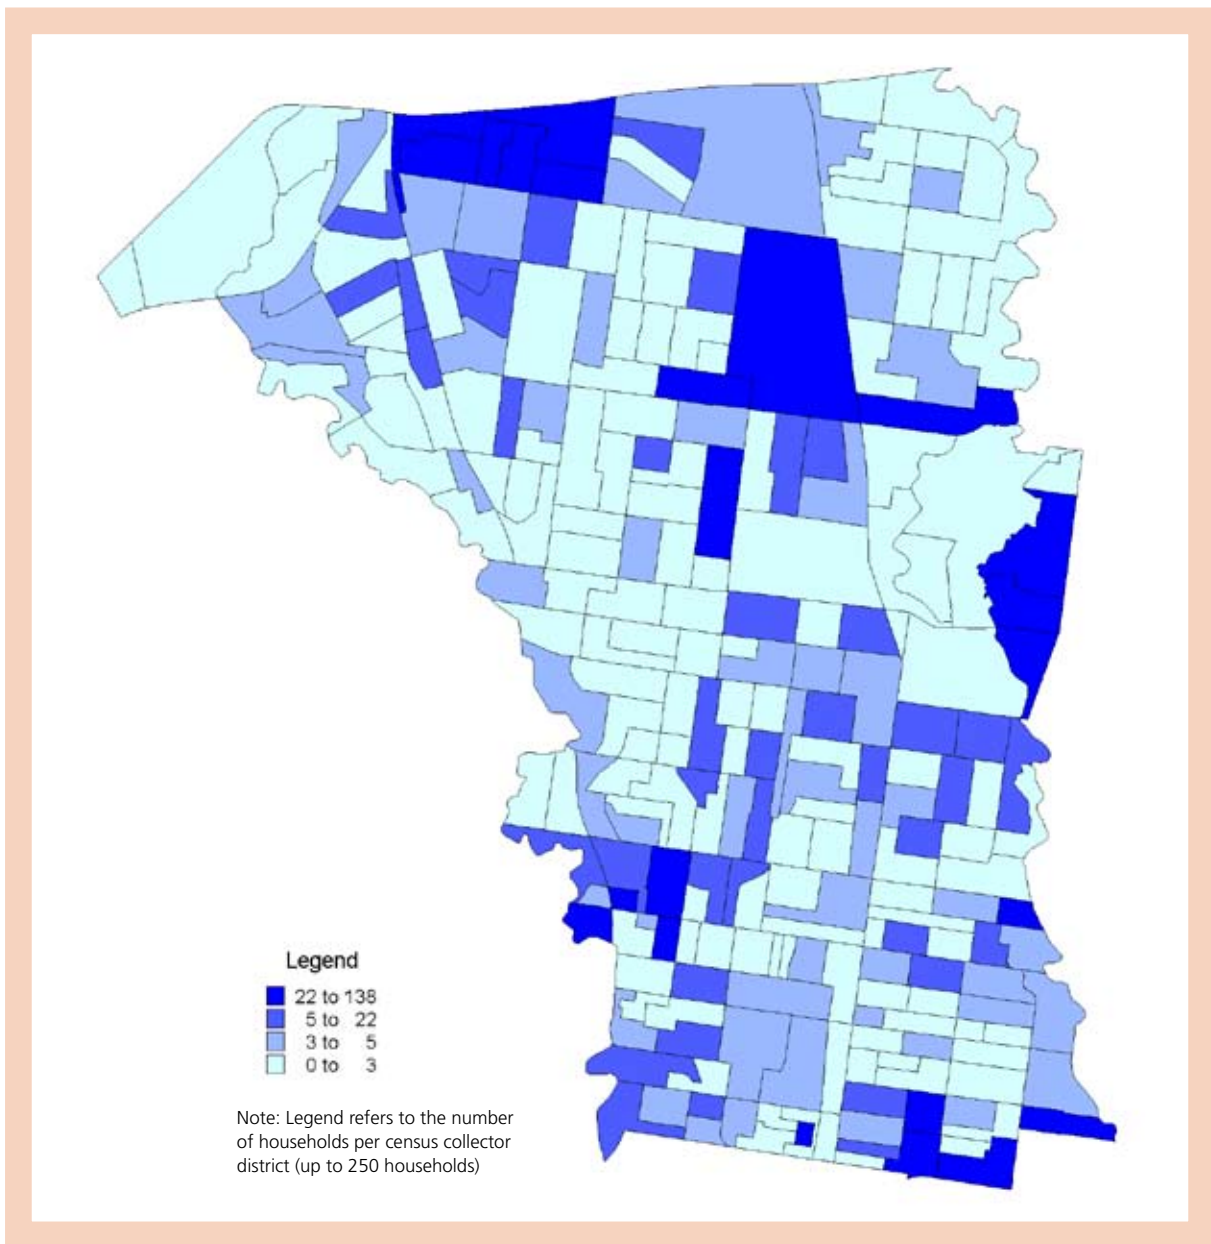 Legend
22 to 138
5 to 22
3 to 5
0 to 3
Note: Legend refers to the number
of households per census collector
district (up to 250 households)